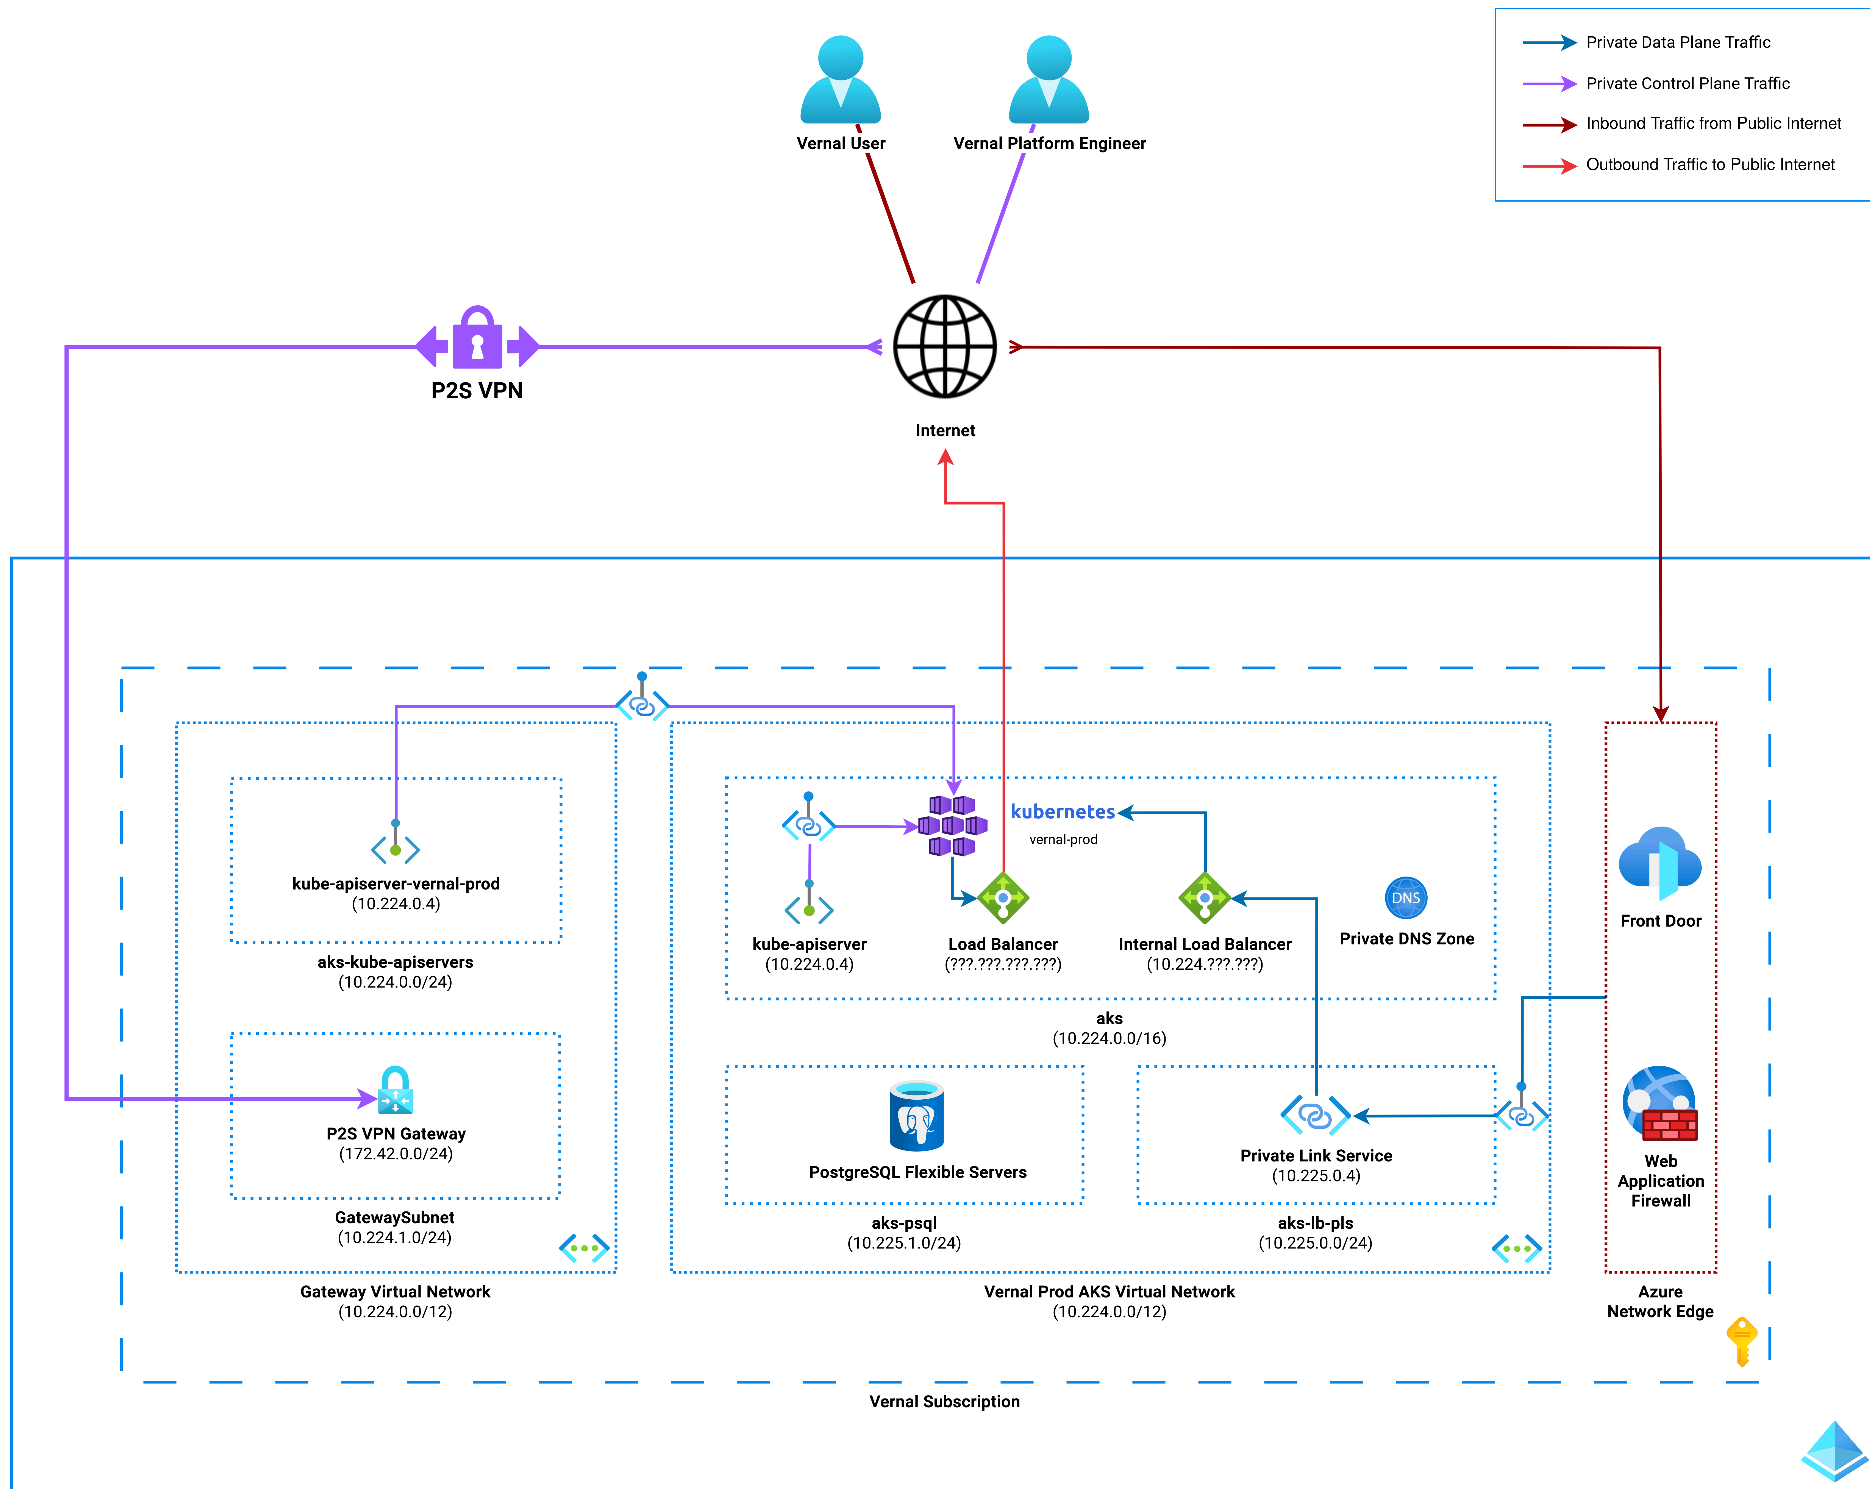 Private Data Plane Traffic
Private Control Plane Traffic
Inbound Traffic from Public Internet
Outbound Traffic to Public Internet
Vernal User
Vernal Platform Engineer
P2S VPN
Internet
kube-apiserver-vernal-prod
(10.224.0.4)
aks-kube-apiservers
(10.224.0.0/24)
P2S VPN Gateway
(172.42.0.0/24)
GatewaySubnet
(10.224.1.0/24)
Gateway Virtual Network
(10.224.0.0/12)
kubernetes
vernal-prod
kube-apiserver
(10.224.0.4)
Load Balancer
(???.???.???.???)
Internal Load Balancer
(10.224.???.???)
DNS
Private DNS Zone
aks
(10.224.0.0/16)
PostgreSQL Flexible Servers
aks-psql
(10.225.1.0/24)
Private Link Service
(10.225.0.4)
aks-lb-pls
(10.225.0.0/24)
Vernal Prod AKS Virtual Network
(10.224.0.0/12)
Front Door
Web
Application
Firewall
Azure
Network Edge
Vernal Subscription